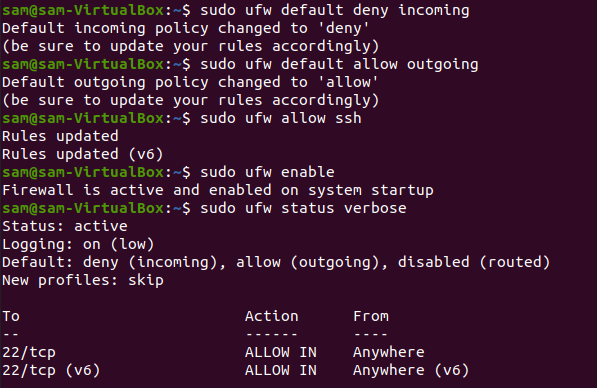 sam@sam-VirtualBox:~$ sudo ufw default deny incoming
Default incoming policy changed to 'deny'
(be sure to update your rules accordingly)
sam@sam-VirtualBox:~$ sudo ufw default allow outgoing
Default outgoing policy changed to 'allow'
(be sure to update your rules accordingly)
sam@sam-VirtualBox:~$ sudo ufw allow ssh
Rules updated
Rules updated (v6)
sam@sam-VirtualBox:~$ sudo ufw enable
Firewall is active and enabled on system startup
sam@sam-VirtualBox:~$ sudo ufw status verbose
Status: active
Logging: on (low)
Default: deny (incoming), allow (outgoing), disabled (routed)
New profiles: skip

To                         Action      From
--                         ------      ----
22/tcp                     ALLOW IN    Anywhere
22/tcp (v6)                ALLOW IN    Anywhere (v6)